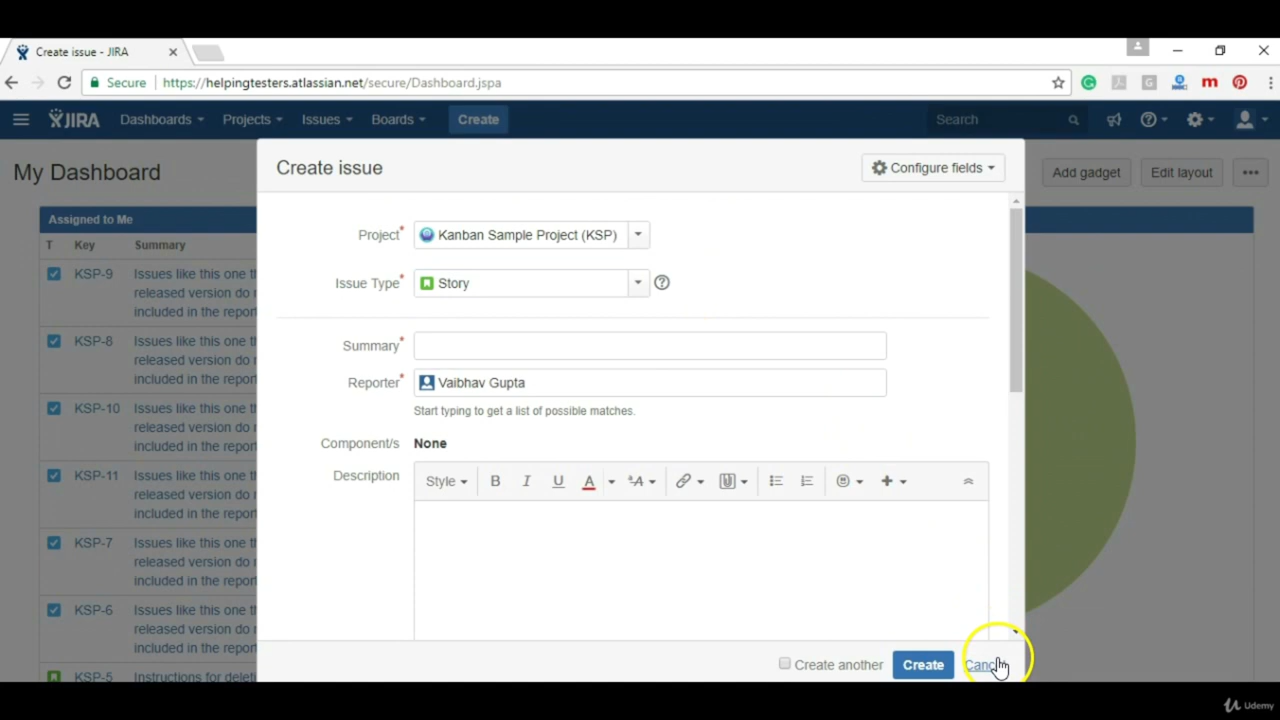 Create issue - JIRA
Secure
https://helpingtesters.atlassian.net/secure/Dashboard.jspa
JIRA
Dashboards
Projects
Issues
Boards
Create
Search
My Dashboard
Add gadget
Edit layout
Assigned to Me
T
Key
Summary
KSP-9
Issues like this one
released version do
included in the repor
KSP-8
Issues like this one
released version do
included in the report
KSP-10
Issues like this one
released version do
included in the repor
KSP-11
Issues like this one
released version do
included in the report
KSP-7
Issues like this one
released version do
included in the report
KSP-6
Issues like this one
released version do
included in the report
KSP-5
Instructions for delet
Create issue
Configure fields
Project*
Kanban Sample Project (KSP)
Issue Type*
Story
Summary*
Reporter*
Vaibhav Gupta
Start typing to get a list of possible matches.
Component/s
None
Description
Style
B
I
U
A
ªA
Create another
Create
Canc
Udemy